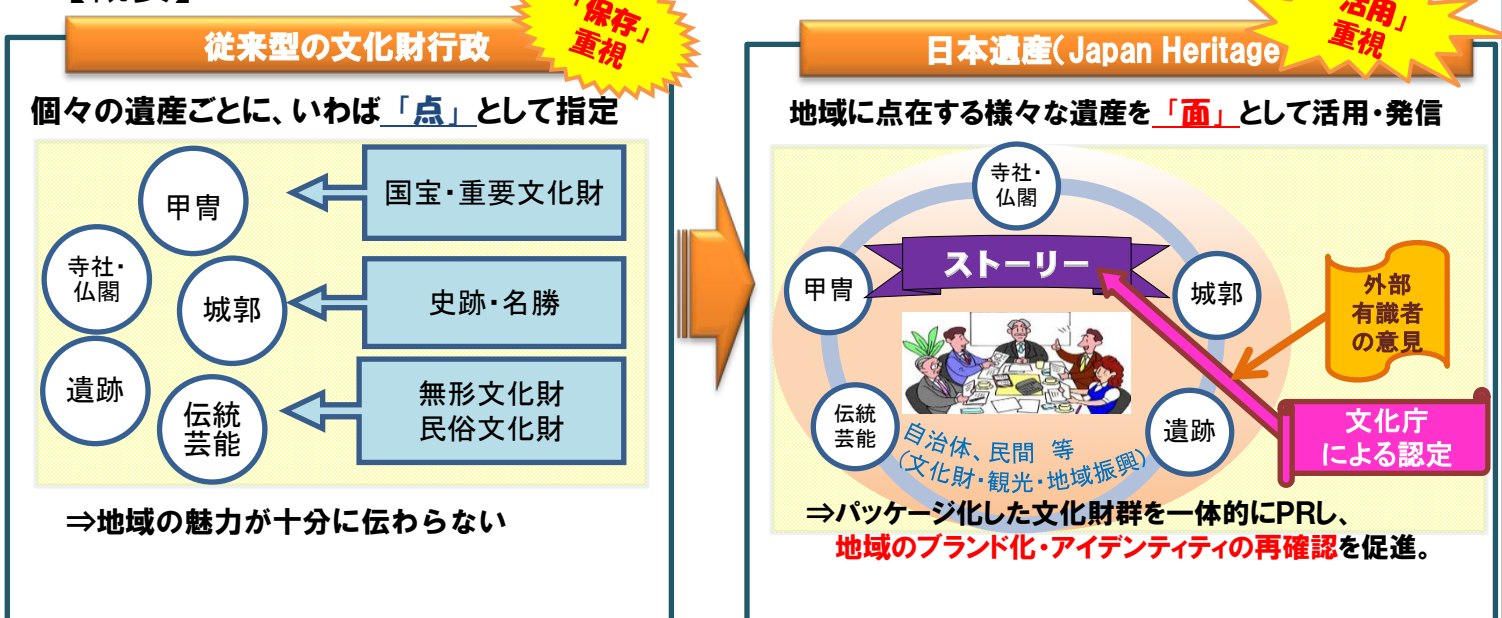 従来型の文化財行政
「保存」
重視
個々の遺産ごとに、いわば「点」として指定
甲冑
国宝・重要文化財
寺社・
仏閣
城郭
史跡・名勝
遺跡
伝統
芸能
無形文化財
民俗文化財
⇒地域の魅力が十分に伝わらない
日本遺産(Japan Heritage
活用」
重視
地域に点在する様々な遺産を「面」として活用・発信
寺社・
仏閣
ストーリー
甲冑
城郭
外部
有識者
の意見
伝統
芸能
遺跡
自治体、民間 等
(文化財・観光・地域振興)
文化庁
による認定
⇒パッケージ化した文化財群を一体的にPRし、
地域のブランド化・アイデンティティの再確認を促進。